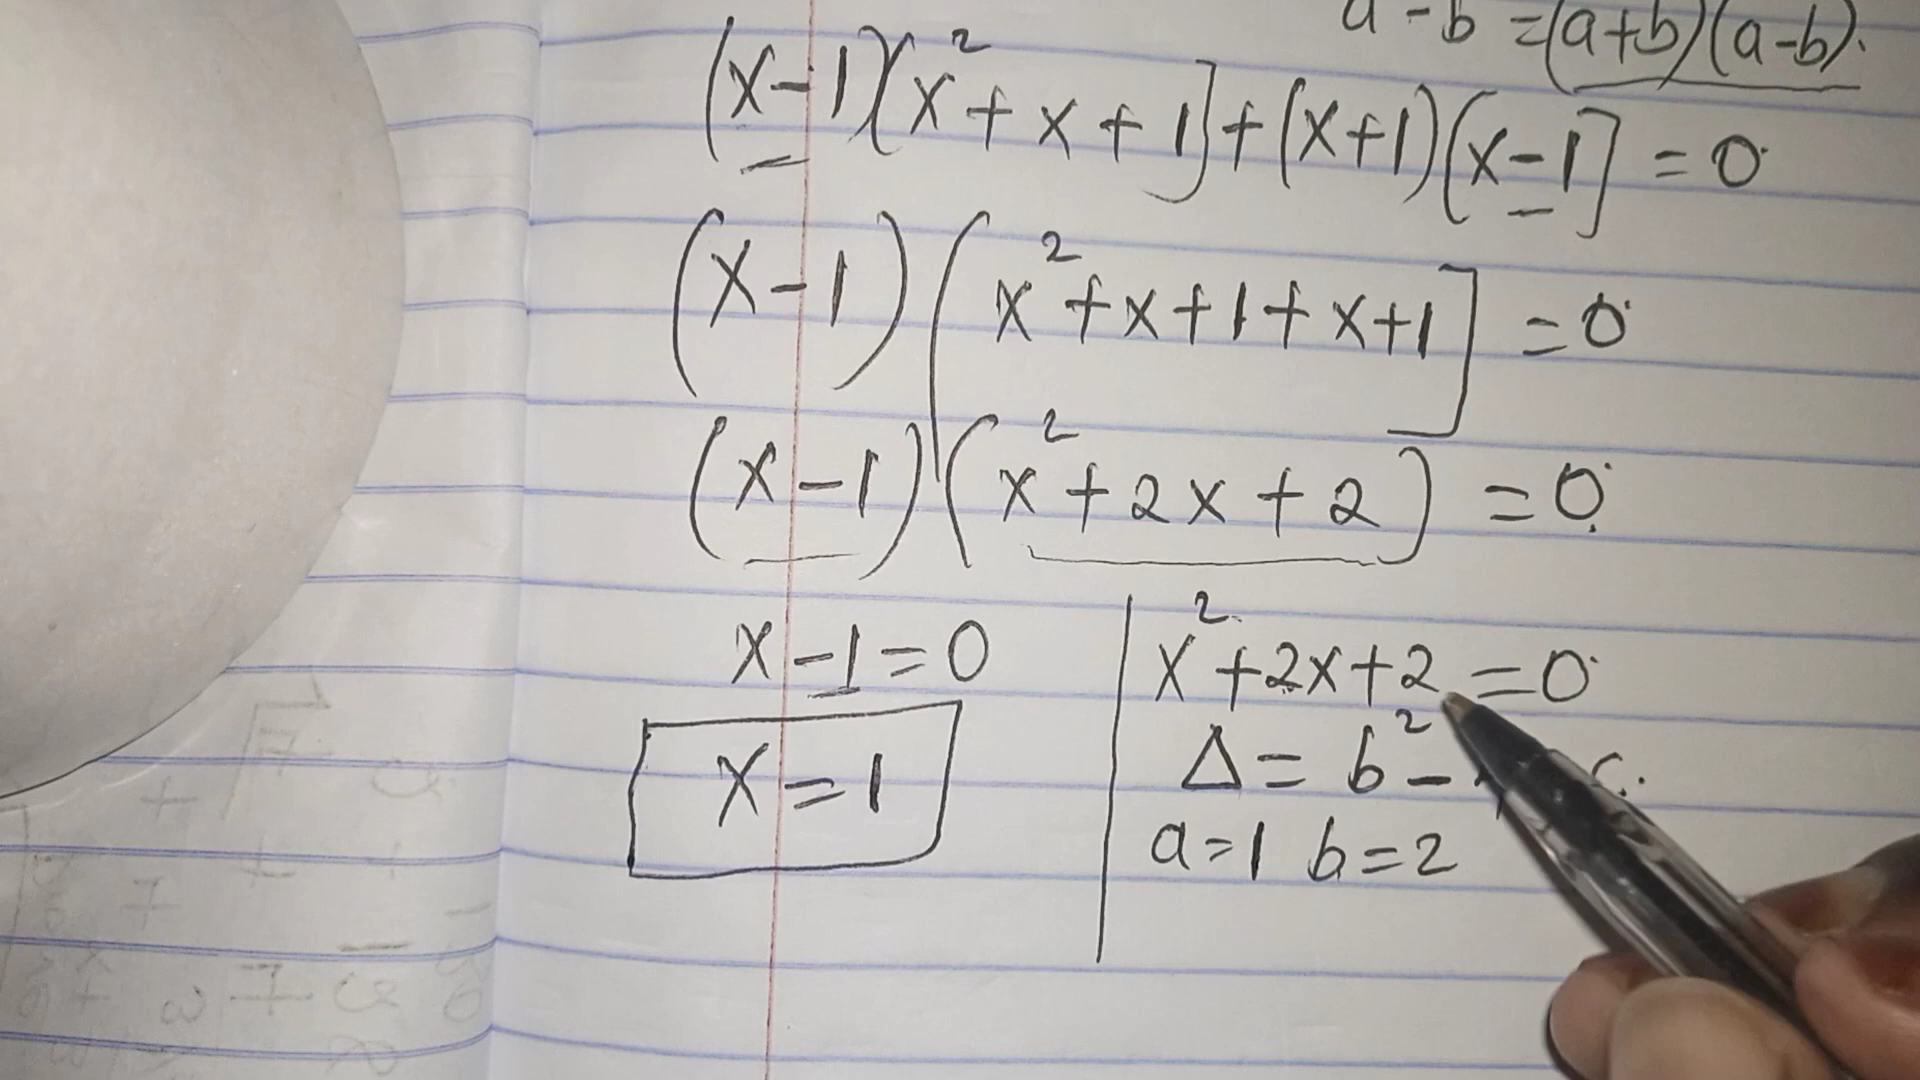 a - b = (a+b)(a-b).
(x-1)(x²+x+1]+(x+1)(x-1] = 0
(x-1)(x²+x+1+x+1] = 0
(x-1)(x²+2x+2) = 0
x-1=0
x=1
x²+2x+2=0
Δ = b² - c.
a=1 b=2